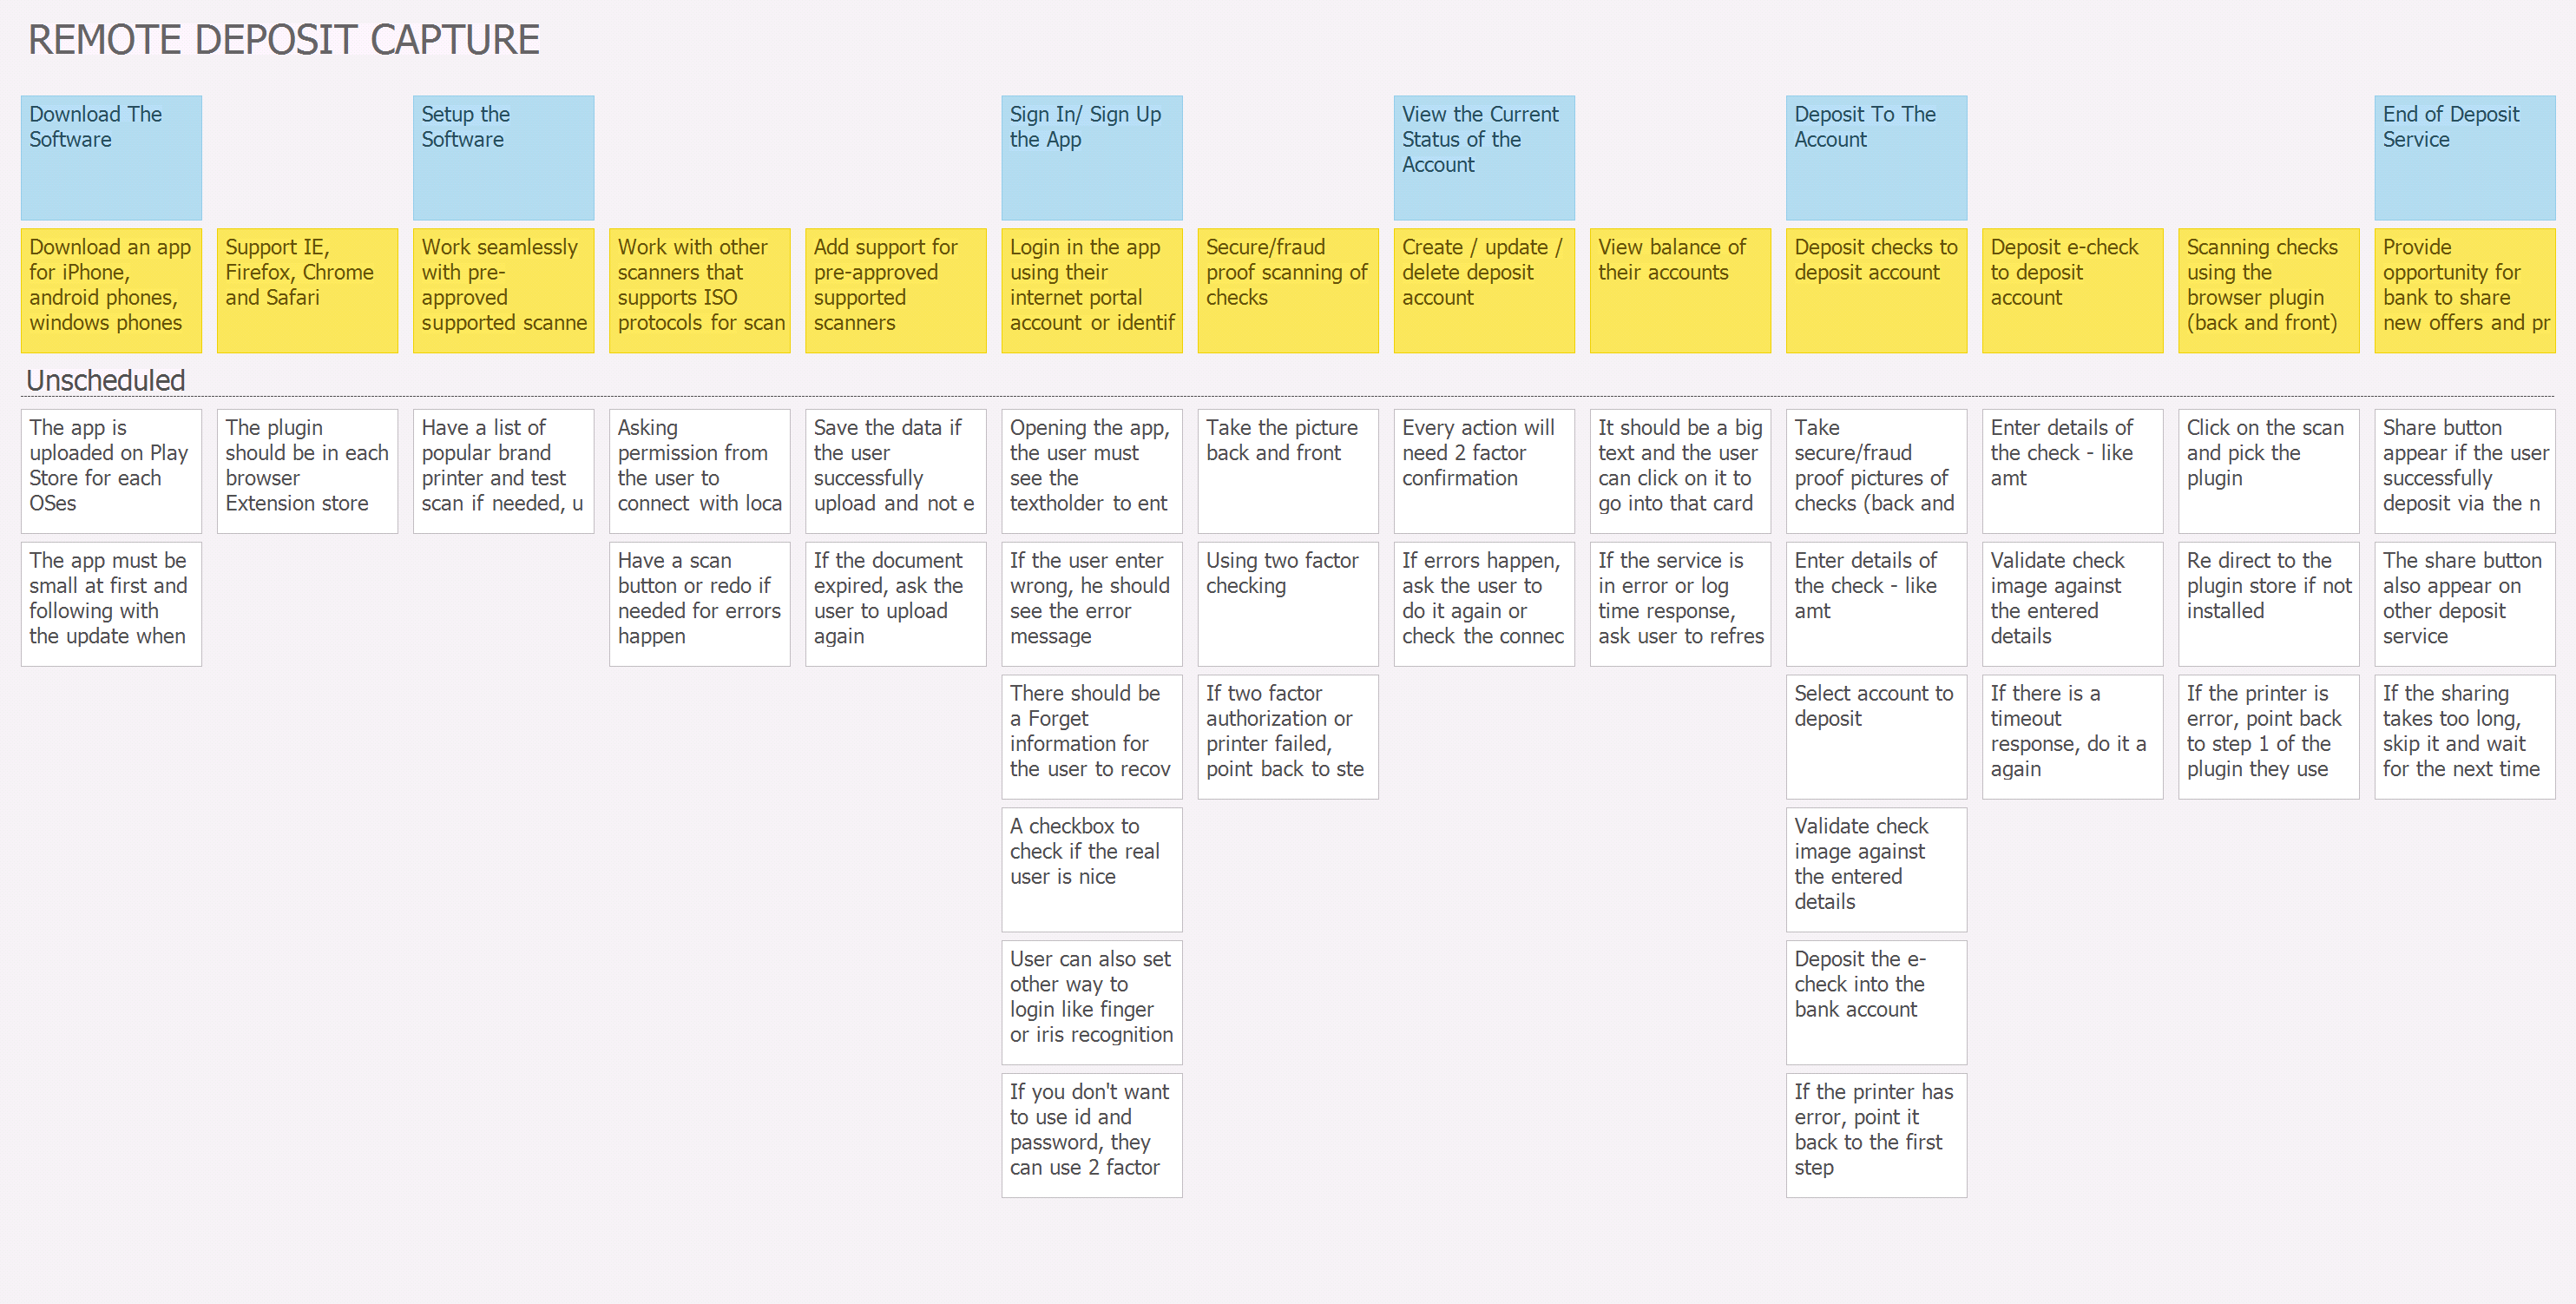 REMOTE DEPOSIT CAPTURE
Download The
Software
Setup the
Software
Sign In/ Sign Up
the App
View the Current
Status of the
Account
Deposit To The
Account
End of Deposit
Service
Download an app
for iPhone,
android phones,
windows phones
Support IE,
Firefox, Chrome
and Safari
Work seamlessly
with pre-
approved
supported scanne
Work with other
scanners that
supports ISO
protocols for scan
Add support for
pre-approved
supported
scanners
Login in the app
using their
internet portal
account or identif
Secure/fraud
proof scanning of
checks
Create / update /
delete deposit
account
View balance of
their accounts
Deposit checks to
deposit account
Deposit e-check
to deposit
account
Scanning checks
using the
browser plugin
(back and front)
Provide
opportunity for
bank to share
new offers and pr
Unscheduled
The app is
uploaded on Play
Store for each
OSes
The plugin
should be in each
browser
Extension store
Have a list of
popular brand
printer and test
scan if needed, u
Asking
permission from
the user to
connect with loca
Save the data if
the user
successfully
upload and not e
Opening the app,
the user must
see the
textholder to ent
Take the picture
back and front
Every action will
need 2 factor
confirmation
It should be a big
text and the user
can click on it to
go into that card
Take
secure/fraud
proof pictures of
checks (back and
Enter details of
the check - like
amt
Click on the scan
and pick the
plugin
Share button
appear if the user
successfully
deposit via the n
The app must be
small at first and
following with
the update when
Have a scan
button or redo if
needed for errors
happen
If the document
expired, ask the
user to upload
again
If the user enter
wrong, he should
see the error
message
Using two factor
checking
If errors happen,
ask the user to
do it again or
check the connec
If the service is
in error or log
time response,
ask user to refres
Enter details of
the check - like
amt
Validate check
image against
the entered
details
Re direct to the
plugin store if not
installed
The share button
also appear on
other deposit
service
There should be
a Forget
information for
the user to recov
If two factor
authorization or
printer failed,
point back to ste
Select account to
deposit
If there is a
timeout
response, do it a
again
If the printer is
error, point back
to step 1 of the
plugin they use
If the sharing
takes too long,
skip it and wait
for the next time
A checkbox to
check if the real
user is nice
Validate check
image against
the entered
details
User can also set
other way to
login like finger
or iris recognition
Deposit the e-
check into the
bank account
If you don't want
to use id and
password, they
can use 2 factor
If the printer has
error, point it
back to the first
step